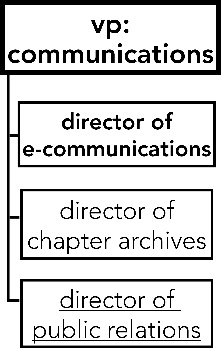 vp:
communications
director of
e-communications
director of
chapter archives
director of
public relations